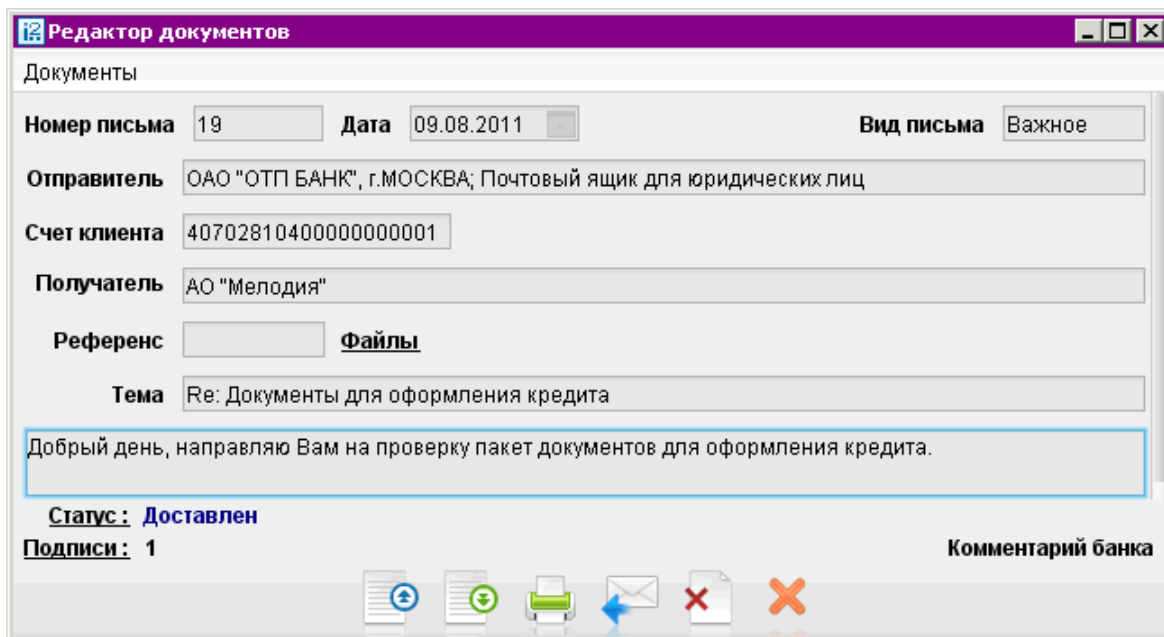 Редактор документов
Документы
Номер письма 19 Дата 09.08.2011 Вид письма Важное
Отправитель ОАО "ОТП БАНК", г.МОСКВА; Почтовый ящик для юридических лиц
Счет клиента 40702810400000000001
Получатель АО "Мелодия"
Референс Файлы
Тема Re: Документы для оформления кредита
Добрый день, направляю Вам на проверку пакет документов для оформления кредита.
Статус: Доставлен
Подписи: 1 Комментарий банка